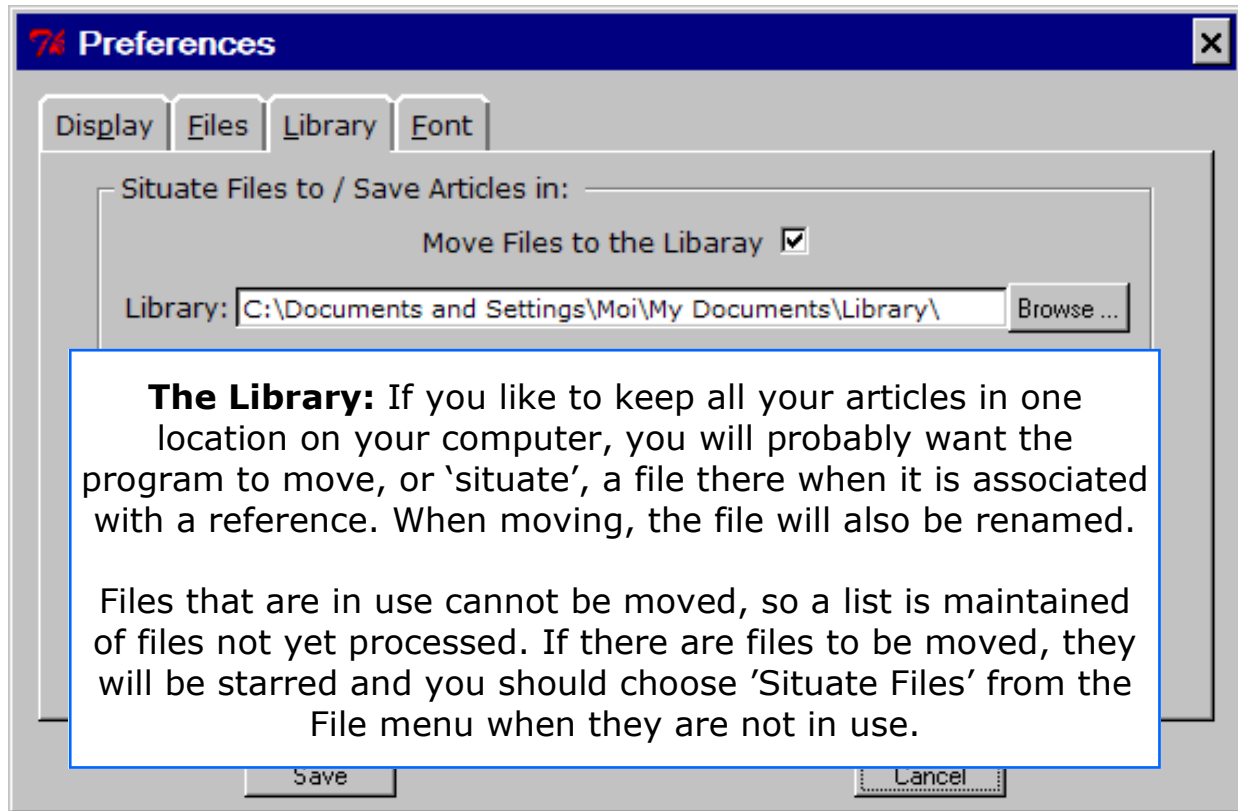 Preferences
Display Files Library Font
Situate Files to / Save Articles in:
Move Files to the Libaray
Library: C:\Documents and Settings\Moi\My Documents\Library\ Browse ...
The Library: If you like to keep all your articles in one
location on your computer, you will probably want the
program to move, or ‘situate’, a file there when it is associated
with a reference. When moving, the file will also be renamed.
Files that are in use cannot be moved, so a list is maintained
of files not yet processed. If there are files to be moved, they
will be starred and you should choose ’Situate Files’ from the
File menu when they are not in use.
Save Cancel